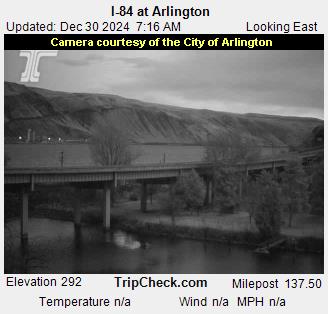 I-84 at Arlington
Updated: Dec 30 2024 7:16 AM Looking East
Camera courtesy of the City of Arlington
Elevation 292 TripCheck.com Milepost 137.50
Temperature n/a Wind n/a MPH n/a